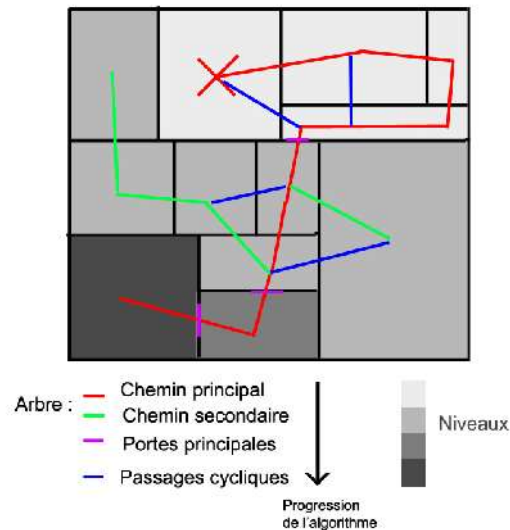 Arbre :
Chemin principal
Chemin secondaire
Portes principales
Passages cycliques
Niveaux
Progression
de l'algorithme